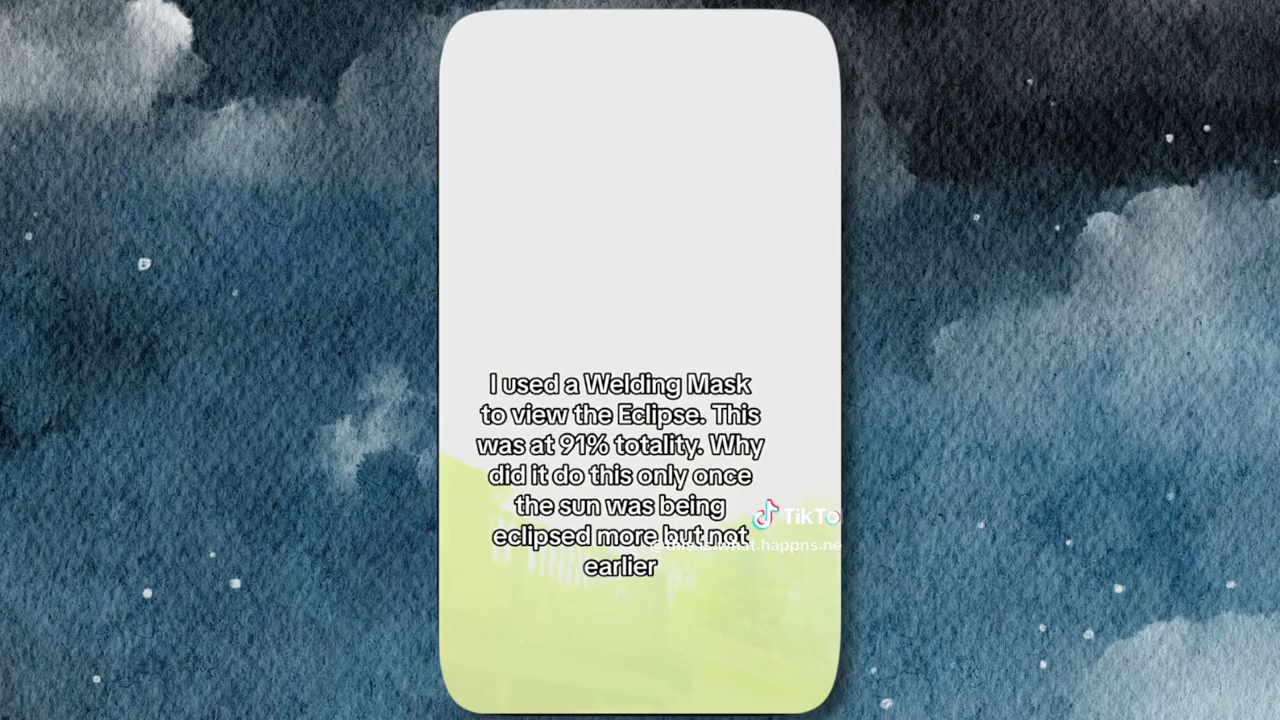 I used a Welding Mask
to view the Eclipse. This
was at 91% totality. Why
did it do this only once
the sun was being
eclipsed more but not
earlier
TikTo